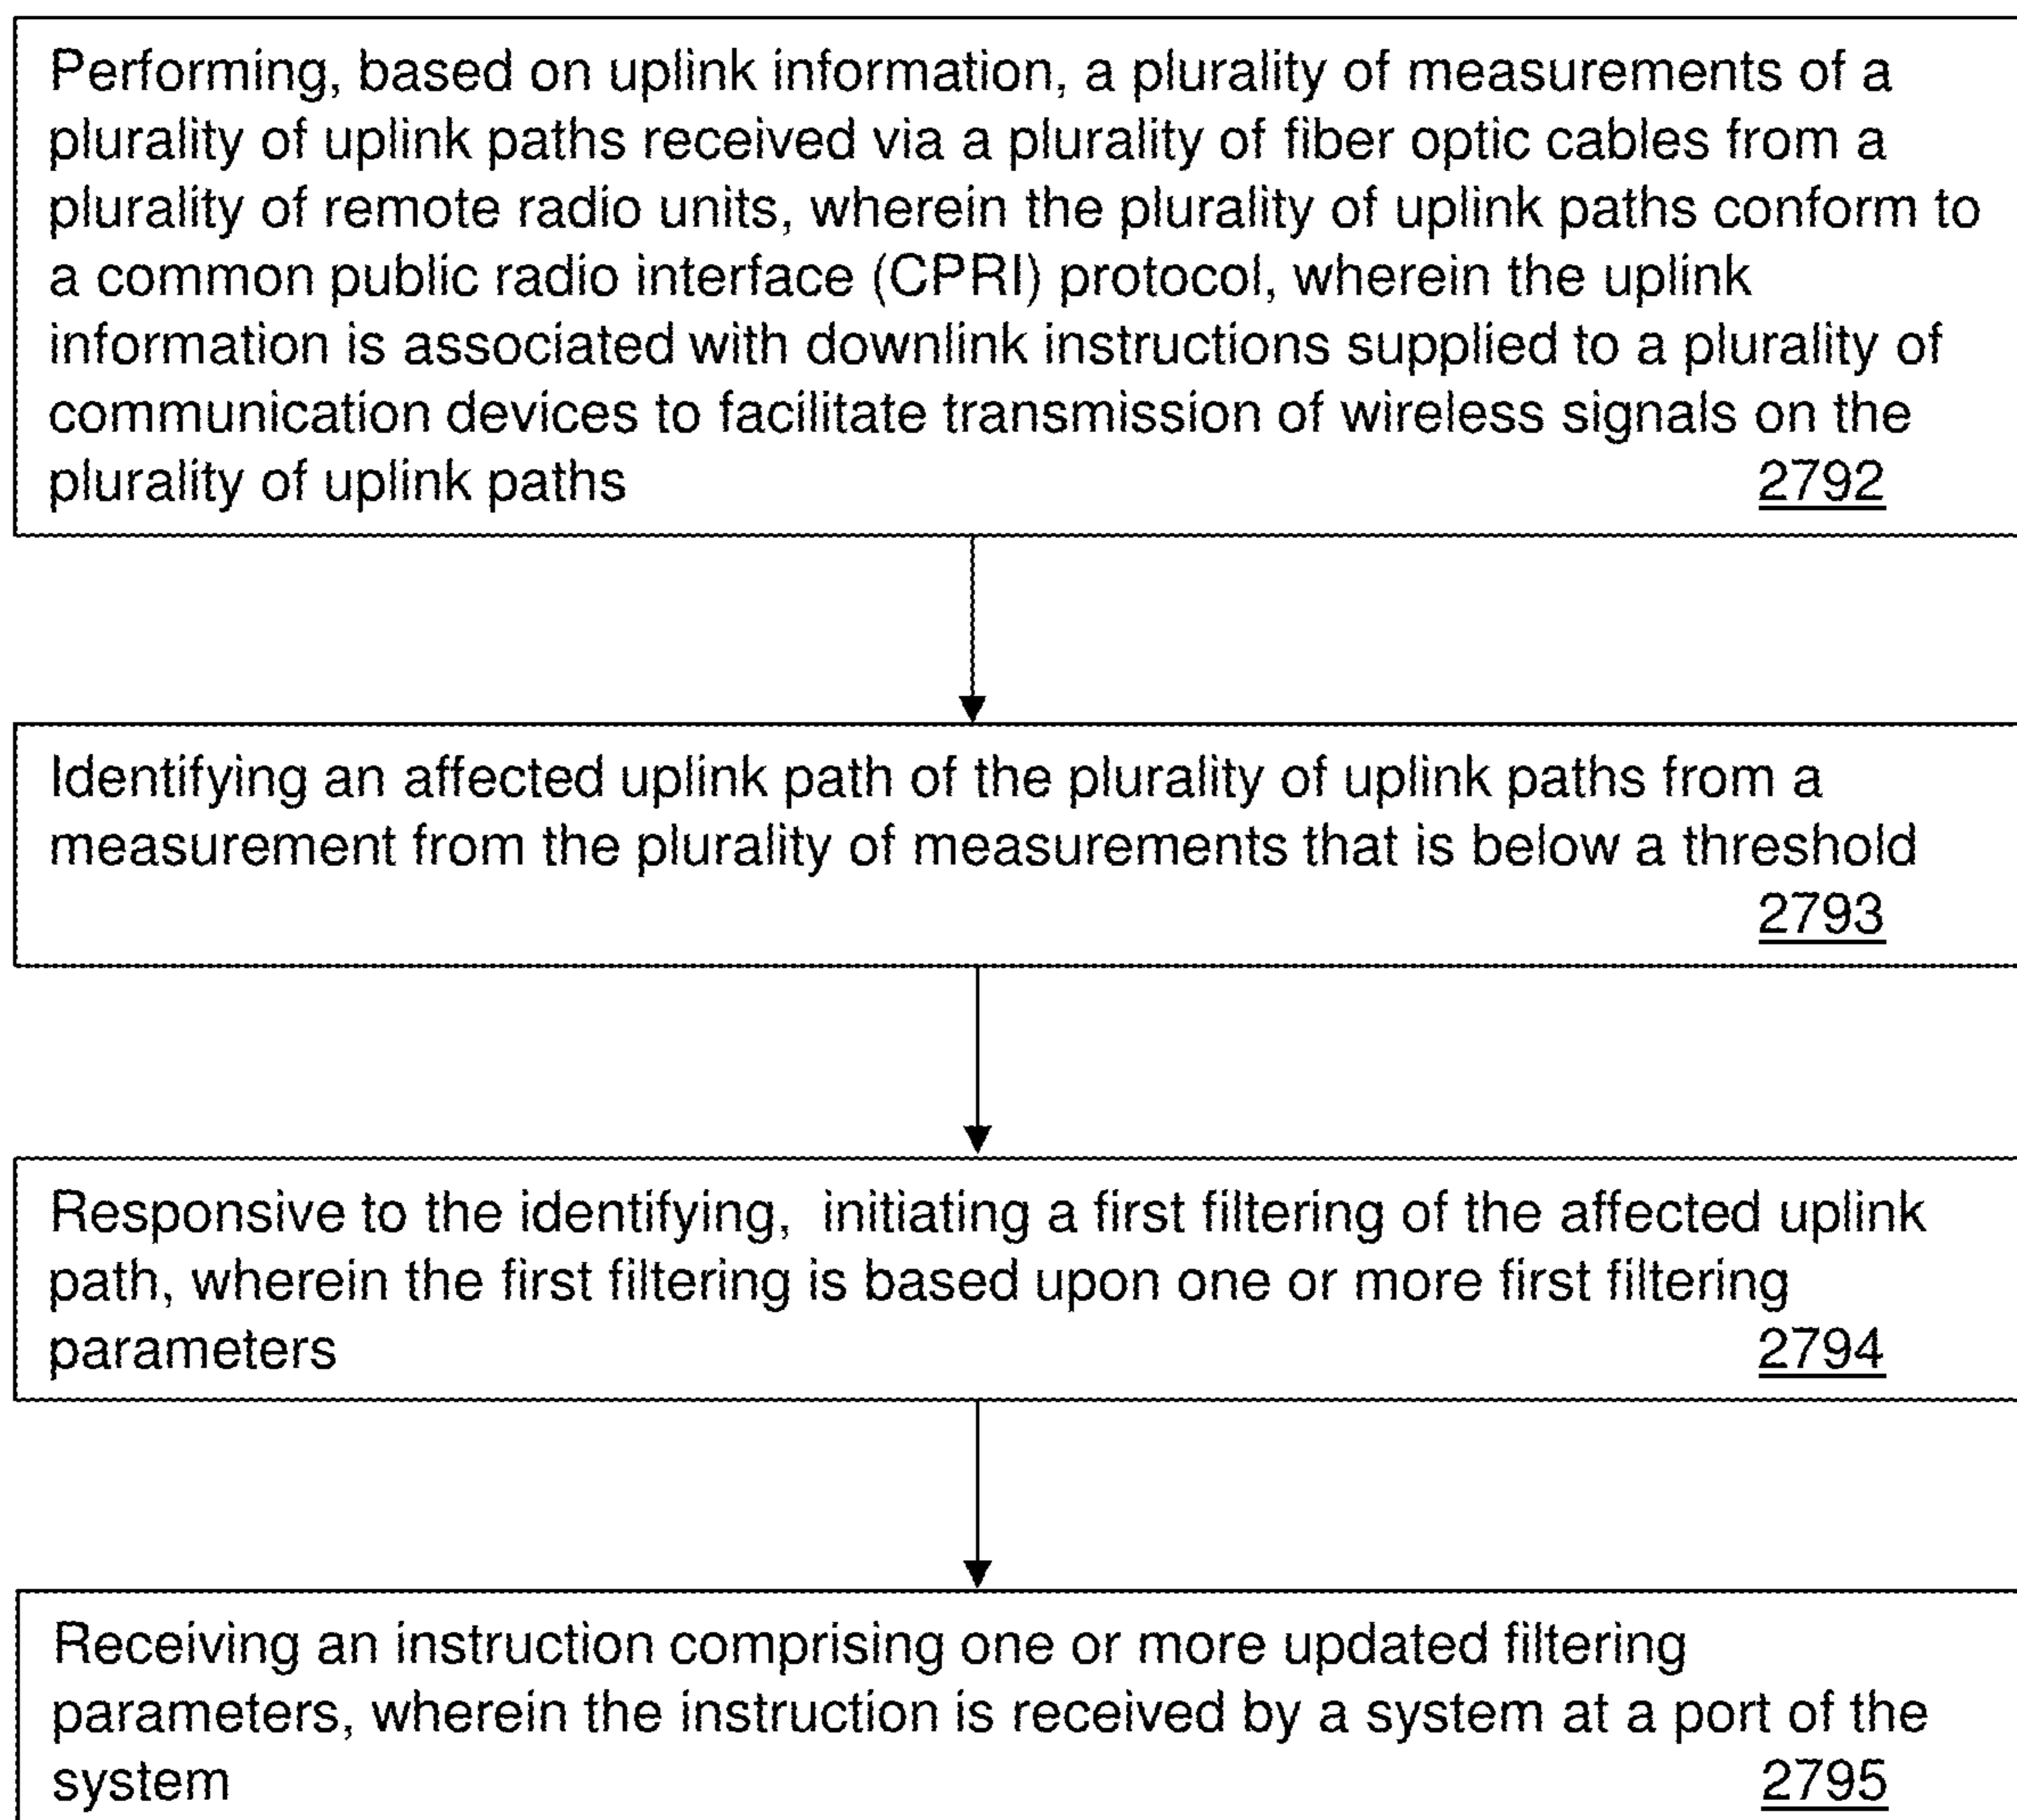 Performing, based on uplink information, a plurality of measurements of a
plurality of uplink paths received via a plurality of fiber optic cables from a
plurality of remote radio units, wherein the plurality of uplink paths conform to
a common public radio interface (CPRI) protocol, wherein the uplink
information is associated with downlink instructions supplied to a plurality of
communication devices to facilitate transmission of wireless signals on the
plurality of uplink paths 2792
Identifying an affected uplink path of the plurality of uplink paths from a
measurement from the plurality of measurements that is below a threshold
2793
Responsive to the identifying, initiating a first filtering of the affected uplink
path, wherein the first filtering is based upon one or more first filtering
parameters 2794
Receiving an instruction comprising one or more updated filtering
parameters, wherein the instruction is received by a system at a port of the
system 2795